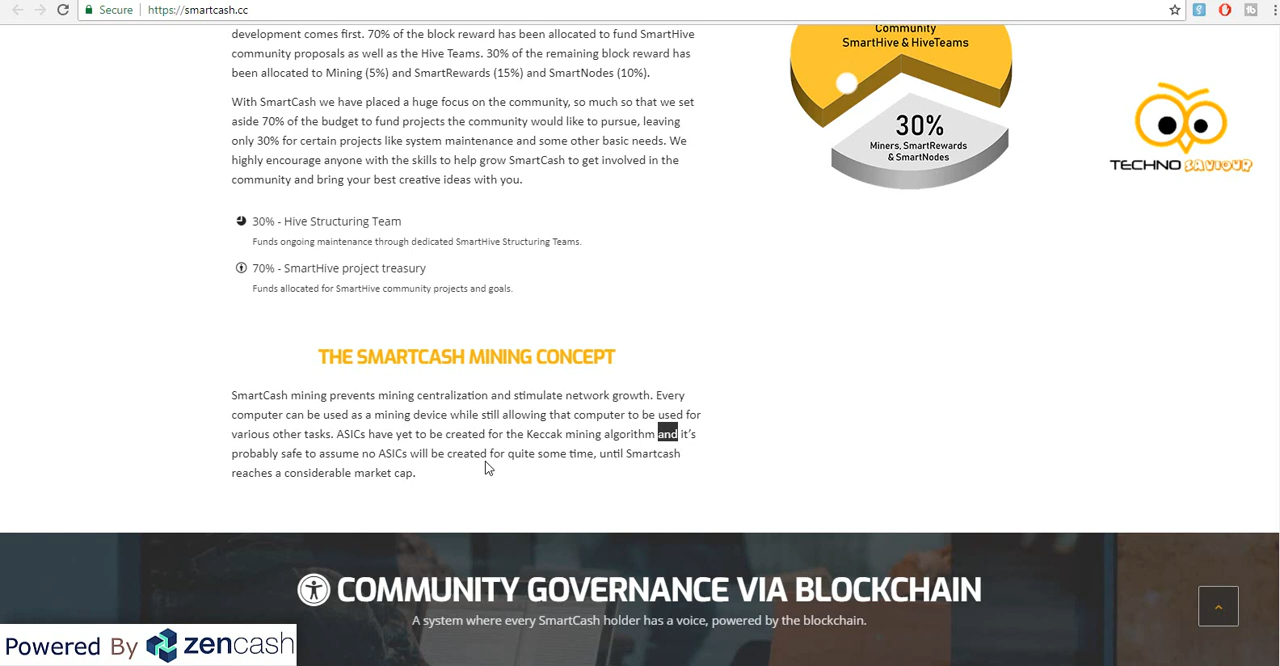 Secure
https://smartcash.cc
development comes first. 70% of the block reward has been allocated to fund SmartHive
community proposals as well as the Hive Teams. 30% of the remaining block reward has
been allocated to Mining (5%) and SmartRewards (15%) and SmartNodes (10%).
With SmartCash we have placed a huge focus on the community, so much so that we set
aside 70% of the budget to fund projects the community would like to pursue, leaving
only 30% for certain projects like system maintenance and some other basic needs. We
highly encourage anyone with the skills to help grow SmartCash to get involved in the
community and bring your best creative ideas with you.
30% - Hive Structuring Team
Funds ongoing maintenance through dedicated SmartHive Structuring Teams.
70% - SmartHive project treasury
Funds allocated for SmartHive community projects and goals.
Community
SmartHive & HiveTeams
30%
Miners, SmartRewards
& SmartNodes
TECHNO SAVIOUR
THE SMARTCASH MINING CONCEPT
SmartCash mining prevents mining centralization and stimulate network growth. Every
computer can be used as a mining device while still allowing that computer to be used for
various other tasks. ASICs have yet to be created for the Keccak mining algorithm and it's
probably safe to assume no ASICs will be created for quite some time, until Smartcash
reaches a considerable market cap.
COMMUNITY GOVERNANCE VIA BLOCKCHAIN
A system where every SmartCash holder has a voice, powered by the blockchain.
Powered By zencash